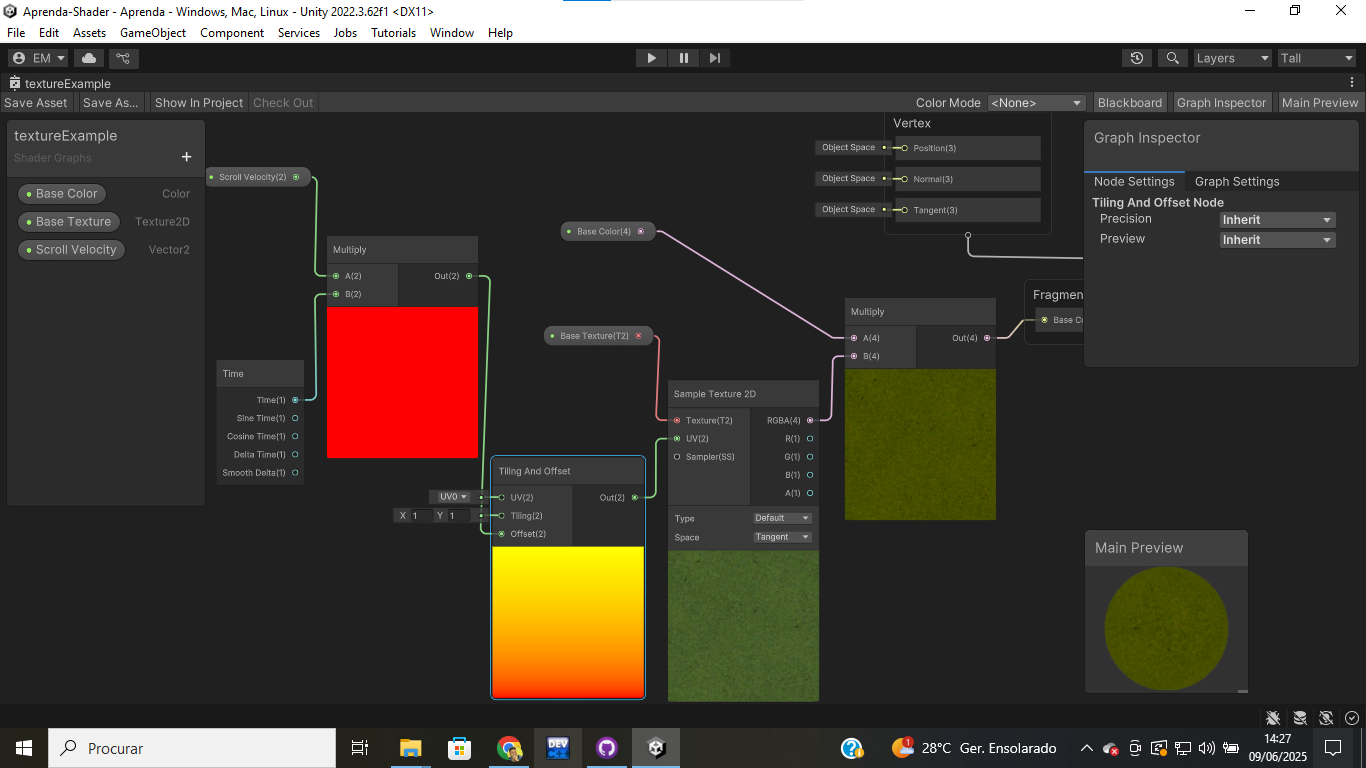 Aprenda-Shader - Aprenda - Windows, Mac, Linux - Unity 2022.3.62f1 <DX11>
File Edit Assets GameObject Component Services Jobs Tutorials Window Help
EM Layers Tall
textureExample
Save Asset Save As... Show In Project Check Out Color Mode <None> Blackboard Graph Inspector Main Preview
textureExample
Shader Graphs
+
Base Color Color
Base Texture Texture2D
Scroll Velocity Vector2
Scroll Velocity(2)
Multiply
A(2) Out(2)
B(2)
Time
Time(1)
Sine Time(1)
Cosine Time(1)
Delta Time(1)
Smooth Delta(1)
Tiling And Offset
UV0 UV(2) Out(2)
X 1 Y 1 Tiling(2)
Offset(2)
Base Color(4)
Base Texture(T2)
Sample Texture 2D
Texture(T2) RGBA(4)
UV(2) R(1)
Sampler(SS) G(1)
B(1)
A(1)
Type Default
Space Tangent
Multiply
A(4) Out(4)
B(4)
Vertex
Object Space Position(3)
Object Space Normal(3)
Object Space Tangent(3)
Fragmen
Base Co
Graph Inspector
Node Settings Graph Settings
Tiling And Offset Node
Precision Inherit
Preview Inherit
Main Preview
Procurar
DEV
28°C Ger. Ensolarado
14:27
09/06/2025